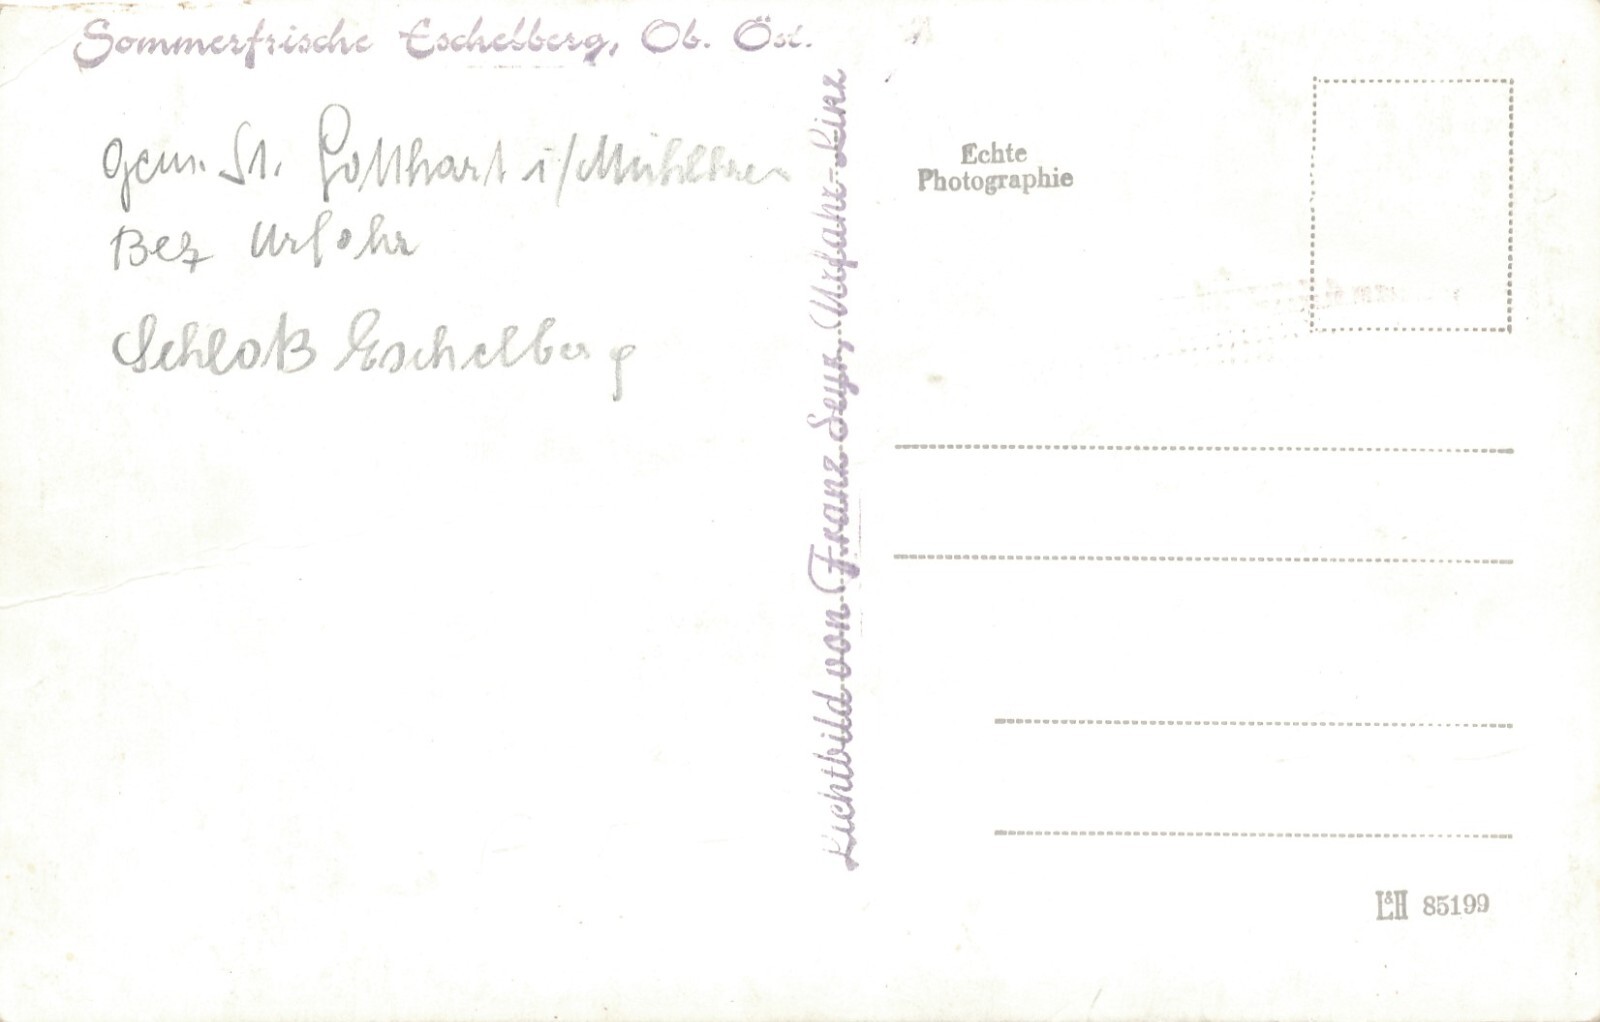 Sommerfrische Eschelberg, Ob. Öst.
gem. St. Gotthart i/Mühlkrei
Bez Urfahr
Schloß Eschelberg
Lichtbild von Franz Seyr, Urfahr-Linz
Echte
Photographie
L&H 85199